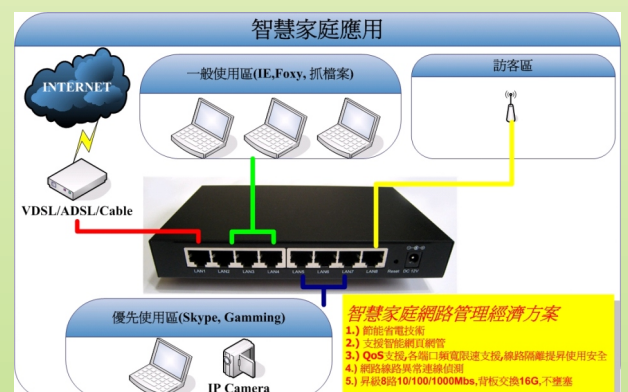 智慧家庭應用
INTERNET
一般使用區(IE,Foxy, 抓檔案)
訪客區
VDSL/ADSL/Cable
LAN1 LAN2 LAN3 LAN4 LAN5 LAN6 LAN7 LAN8 Reset DC 12V
優先使用區(Skype, Gamming)
IP Camera
智慧家庭網路管理經濟方案
1.) 節能省電技術
2.) 支援智能網頁網管
3.) QoS支援,各端口頻寬限速支援,線路隔離提昇使用安全
4.) 網路線路異常連線偵測
5.) 昇級8路10/100/1000Mbs,背板交換16G,不壅塞